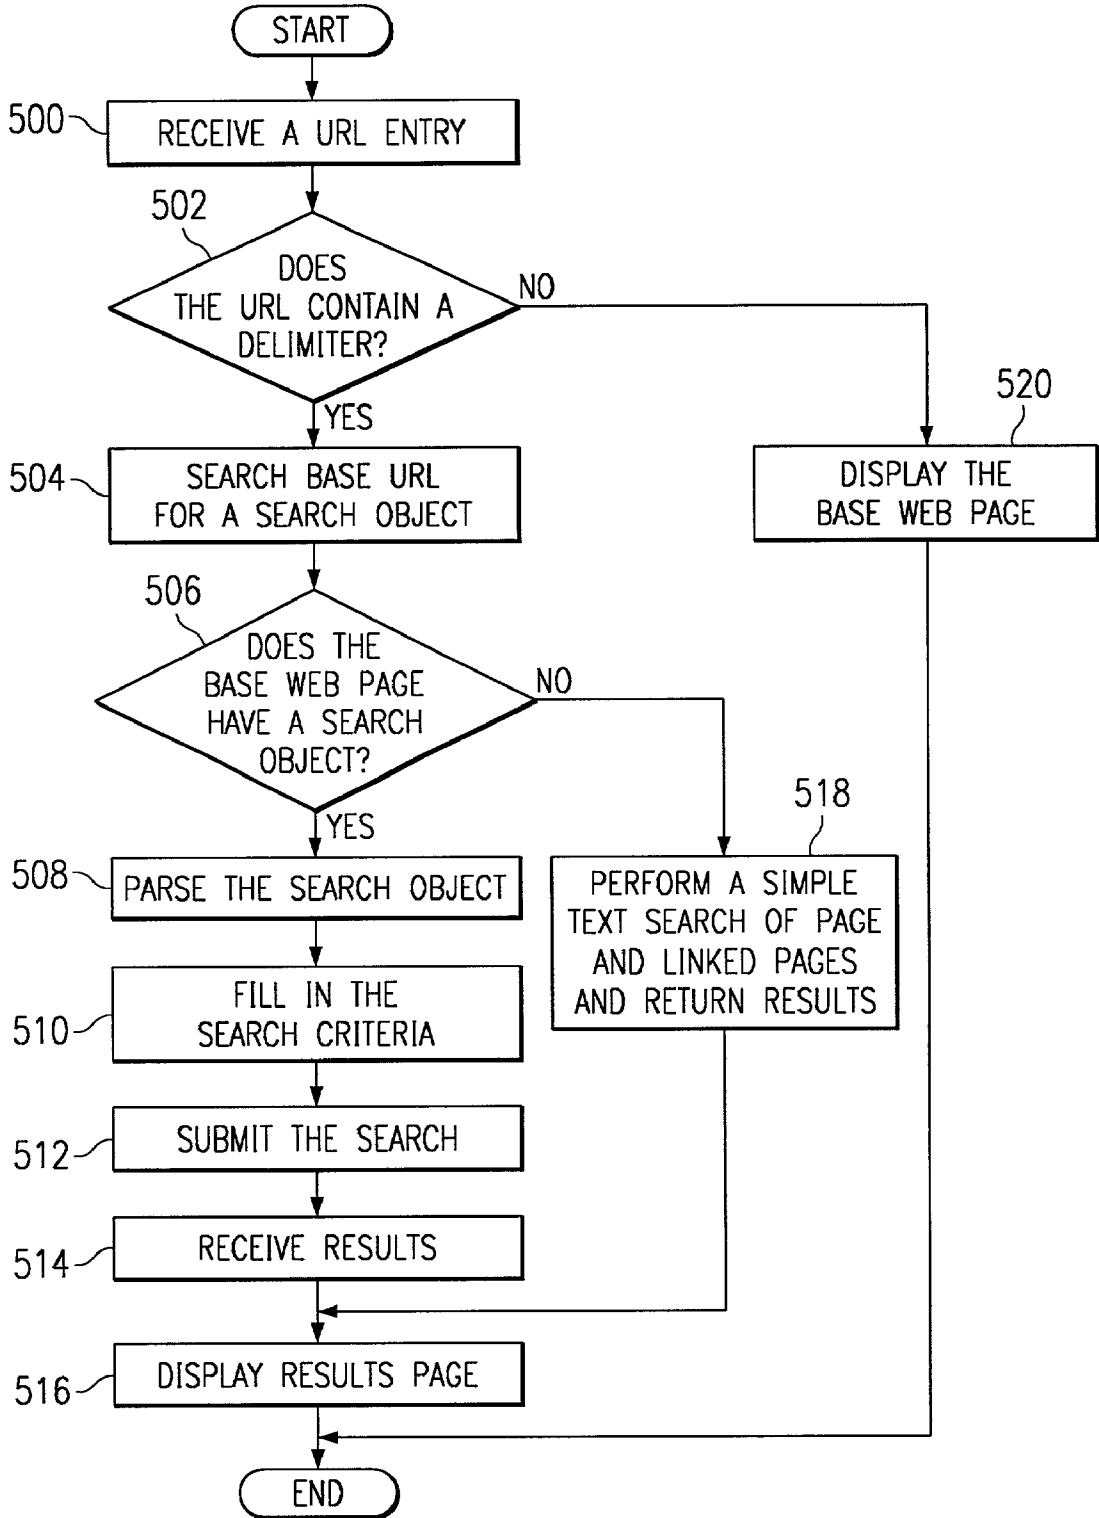 START
500
RECEIVE A URL ENTRY
502
DOES
THE URL CONTAIN A
DELIMITER?
NO
YES
520
504
SEARCH BASE URL
FOR A SEARCH OBJECT
DISPLAY THE
BASE WEB PAGE
506
DOES THE
BASE WEB PAGE
HAVE A SEARCH
OBJECT?
NO
YES
518
508
PARSE THE SEARCH OBJECT
PERFORM A SIMPLE
TEXT SEARCH OF PAGE
AND LINKED PAGES
AND RETURN RESULTS
510
FILL IN THE
SEARCH CRITERIA
512
SUBMIT THE SEARCH
514
RECEIVE RESULTS
516
DISPLAY RESULTS PAGE
END